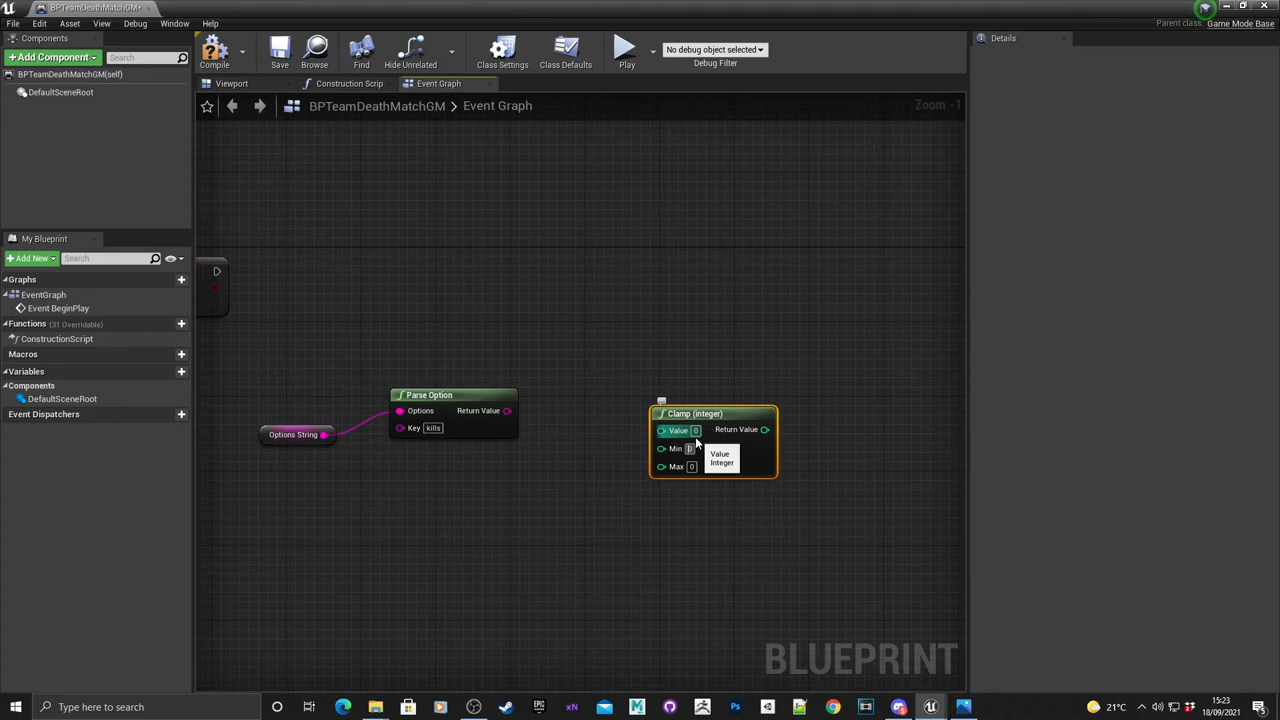 BPTeamDeathMatchGM*
File Edit Asset View Debug Window Help
Parent class: Game Mode Base
Components
+Add Component Search
BPTeamDeathMatchGM(self)
DefaultSceneRoot
Compile Save Browse Find Hide Unrelated Class Settings Class Defaults Play
No debug object selected
Debug Filter
Details
Viewport Construction Scrip Event Graph
BPTeamDeathMatchGM > Event Graph
Zoom -1
My Blueprint
+Add New Search
Graphs
EventGraph
Event BeginPlay
Functions (31 Overridable)
ConstructionScript
Macros
Variables
Components
DefaultSceneRoot
Event Dispatchers
Options String
Parse Option
Options Return Value
Key kills
Clamp (integer)
Value 0 Return Value
Min 0
Max 0
Value
Integer
BLUEPRINT
Type here to search
21°C
15:23
18/09/2021